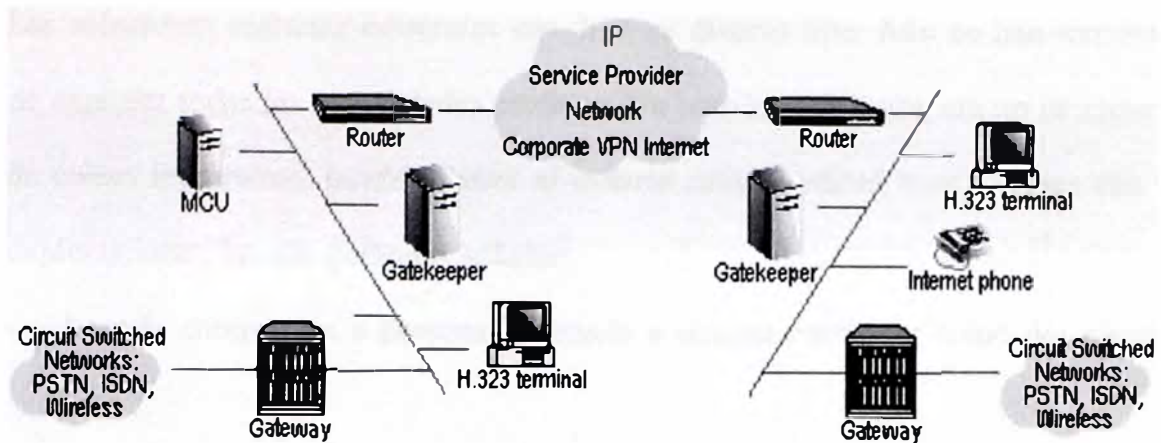 IP
Service Provider
Network
Corporate VPN Internet
Router
Router
MCU
Gatekeeper
Gatekeeper
H.323 terminal
Internet phone
H.323 terminal
Circuit Switched
Networks:
PSTN, ISDN,
Wireless
Gateway
Gateway
Circuit Swit
Networks:
PSTN, ISDN,
Wireless